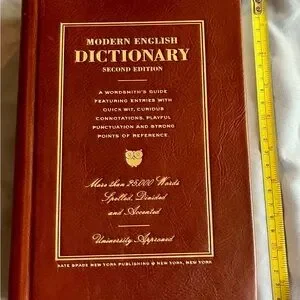 MODERN ENGLISH
DICTIONARY
SECOND EDITION
A WORDSMITH'S GUIDE
FEATURING ENTRIES WITH
QUICK WIT, CURIOUS
CONNOTATIONS, PLAYFUL
PUNCTUATION AND STRONG
POINTS OF REFERENCE.
More than 25,000 Words
Spelled, Divided
and Accented
University Approved
KATE SPADE NEW YORK PUBLISHING NEW YORK, NEW YORK